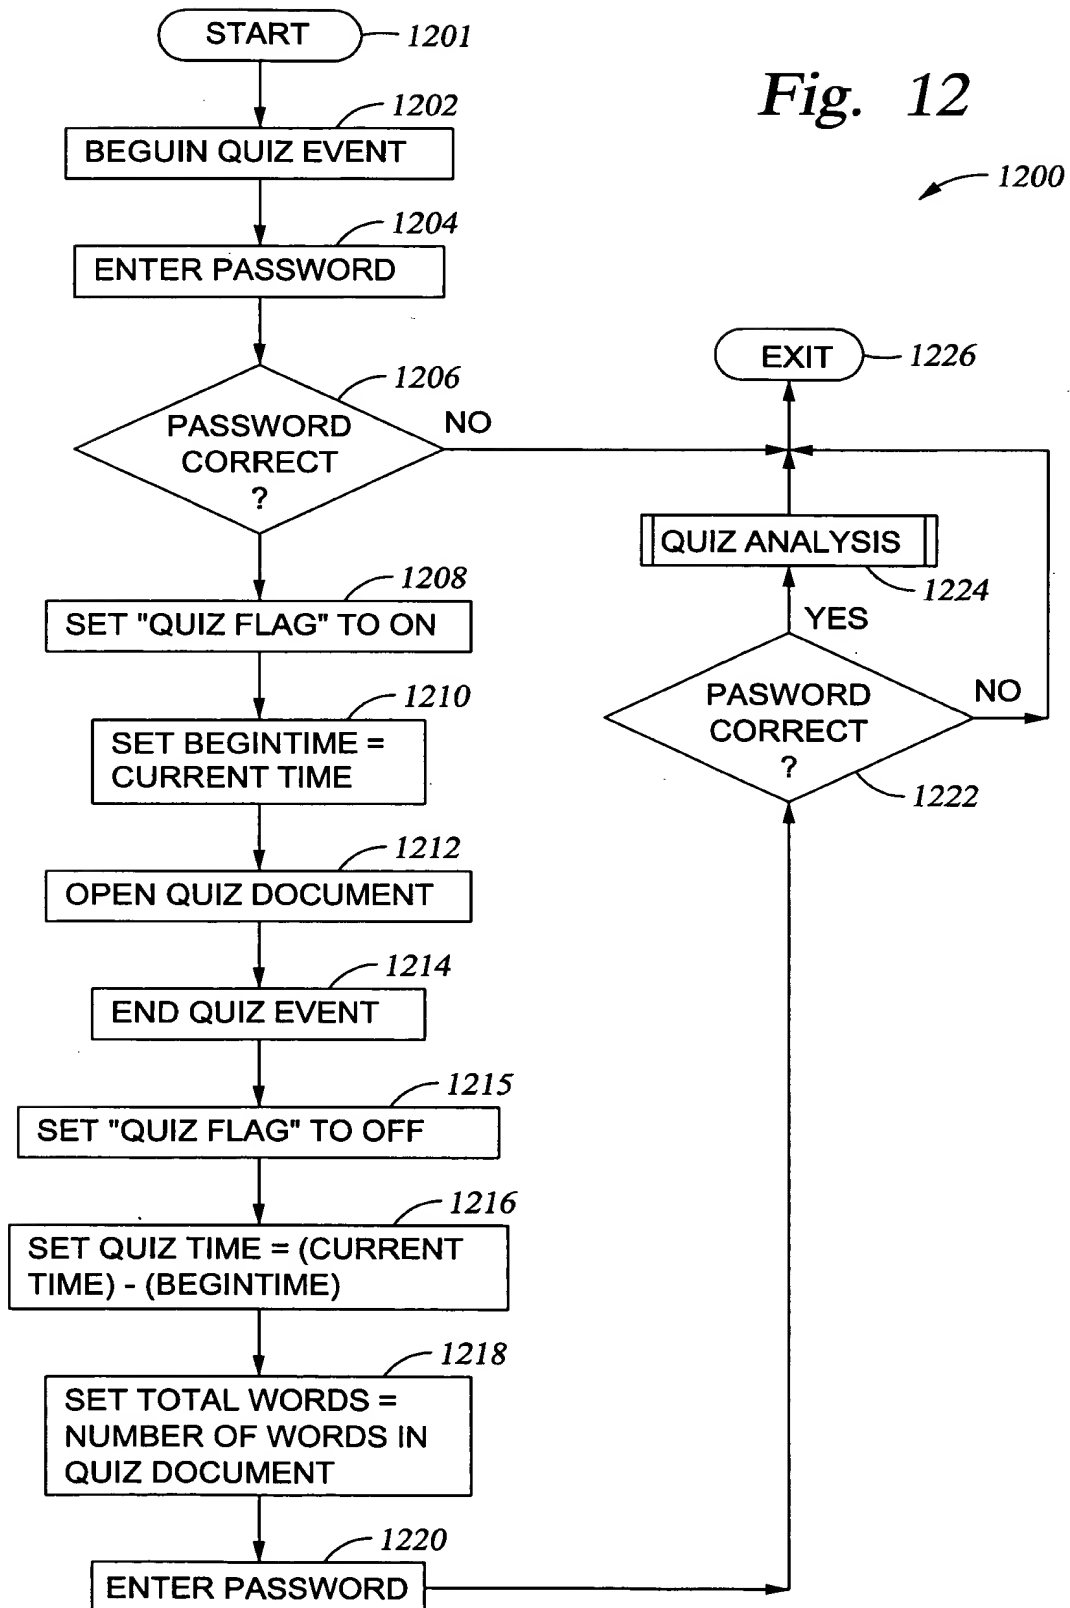 START
1201
Fig. 12
1200
1202
BEGUIN QUIZ EVENT
1204
ENTER PASSWORD
1206
PASSWORD
CORRECT
?
NO
1208
SET "QUIZ FLAG" TO ON
1210
SET BEGINTIME =
CURRENT TIME
1212
OPEN QUIZ DOCUMENT
1214
END QUIZ EVENT
1215
SET "QUIZ FLAG" TO OFF
1216
SET QUIZ TIME = (CURRENT
TIME) - (BEGINTIME)
1218
SET TOTAL WORDS =
NUMBER OF WORDS IN
QUIZ DOCUMENT
1220
ENTER PASSWORD
EXIT
1226
QUIZ ANALYSIS
1224
YES
PASWORD
CORRECT
?
NO
1222